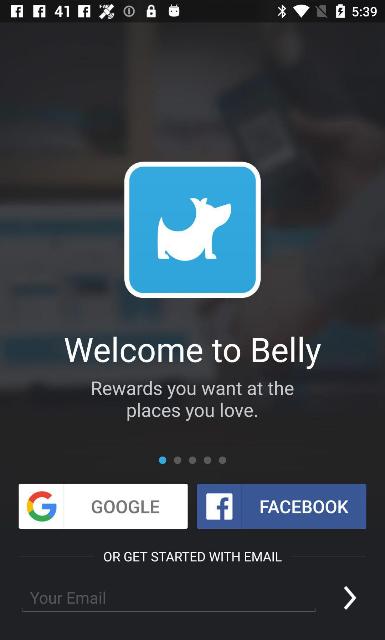 41 5:39
Welcome to Belly
Rewards you want at the
places you love.
GOOGLE FACEBOOK
OR GET STARTED WITH EMAIL
Your Email